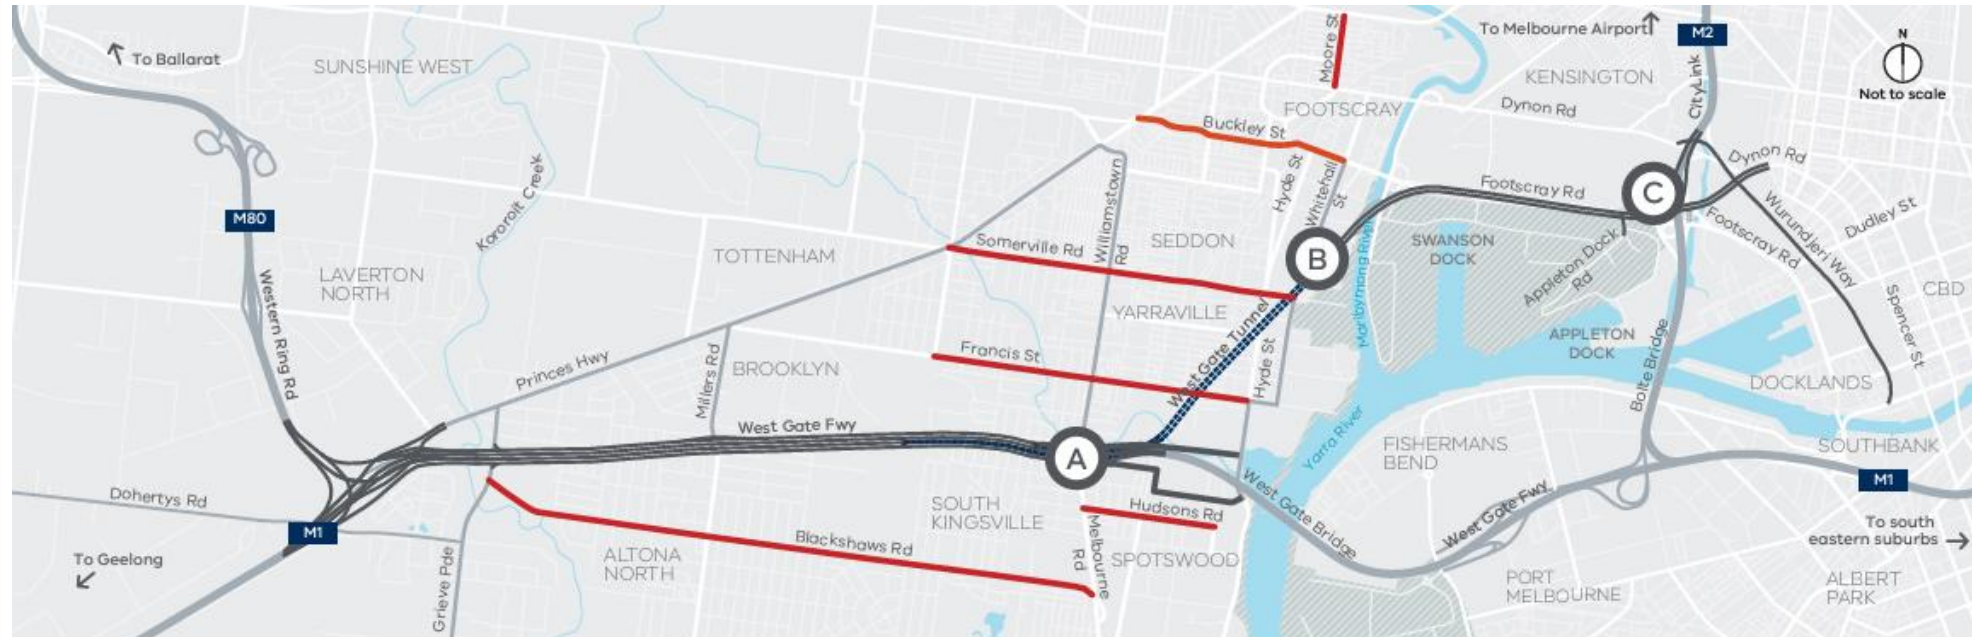 To Ballarat
SUNSHINE WEST
Moore St
To Melbourne Airport
M2
N
Not to scale
KENSINGTON
CityLink
FOOTSCRAY
Dynon Rd
Buckley St
Dynon Rd
Kororoit Creek
Williamstown
Rd
Hyde St
Whitehall
St
C
Footscray Rd
M80
Wurundjeri Way
Dudley St
Footscray Rd
Somerville Rd
SEDDON
SWANSON
DOCK
B
TOTTENHAM
Maribyrnong River
Appleton Dock
Rd
LAVERTON
NORTH
Western Ring Rd
YARRAVILLE
West Gate Tunnel
CBD
Spencer St
APPLETON
DOCK
Francis St
Hyde St
Bolte Bridge
Princes Hwy
Millers Rd
BROOKLYN
DOCKLANDS
West Gate Fwy
A
Yarra River
FISHERMANS
BEND
SOUTHBANK
M1
Dohertys Rd
M1
SOUTH
KINGSVILLE
Hudsons Rd
West Gate Bridge
West Gate Fwy
To south
eastern suburbs
To Geelong
Grieve Pde
ALTONA
NORTH
Blackshaws Rd
Melbourne
Rd
SPOTSWOOD
PORT
MELBOURNE
ALBERT
PARK